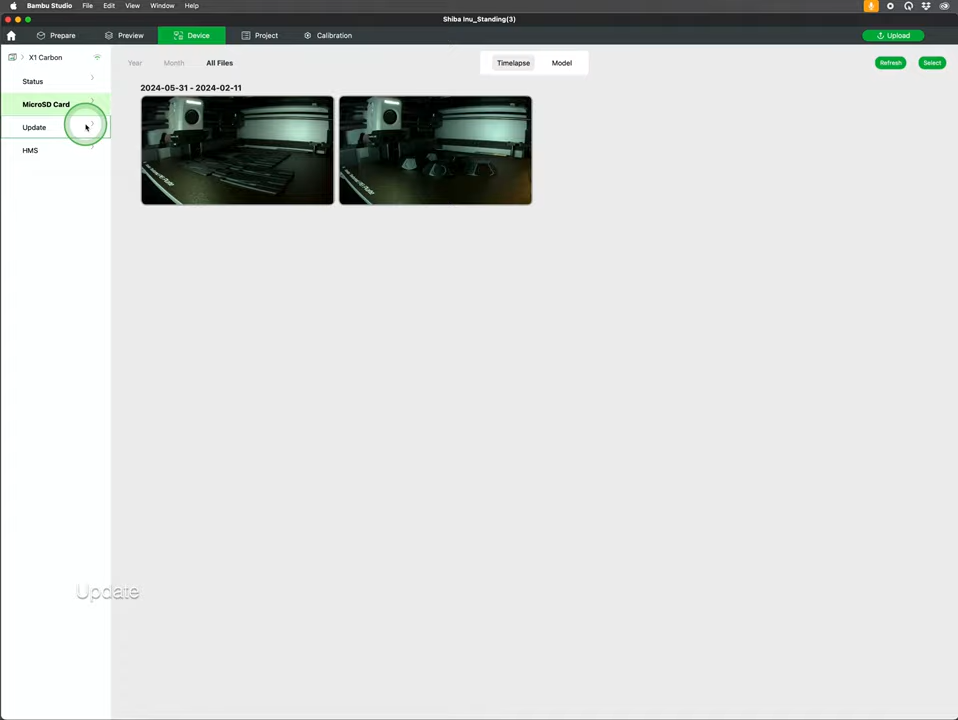 Bambu Studio File Edit View Window Help
Shiba Inu_Standing(3)
Prepare Preview Device Project Calibration Upload
X1 Carbon
Year Month All Files Timelapse Model Refresh Select
Status
2024-05-31 - 2024-02-11
MicroSD Card
Update
HMS
Update